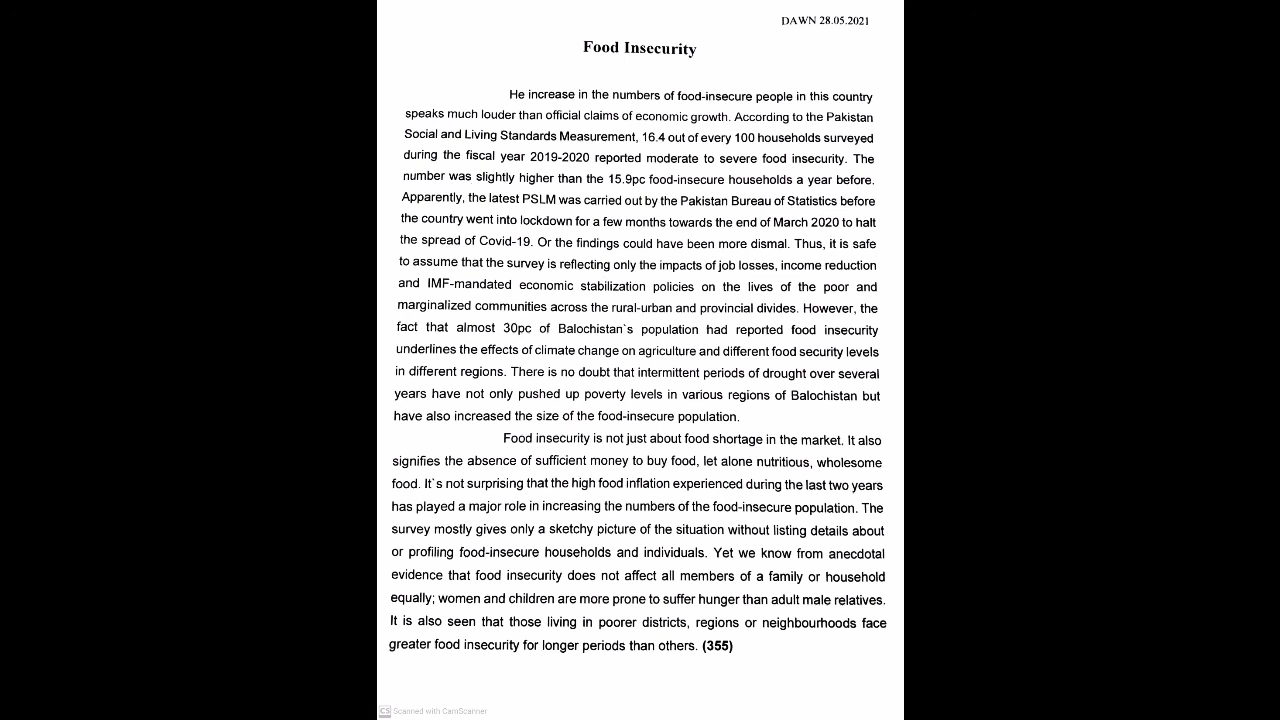 DAWN 28.05.2021
Food Insecurity
He increase in the numbers of food-insecure people in this country
speaks much louder than official claims of economic growth. According to the Pakistan
Social and Living Standards Measurement, 16.4 out of every 100 households surveyed
during the fiscal year 2019-2020 reported moderate to severe food insecurity. The
number was slightly higher than the 15.9pc food-insecure households a year before.
Apparently, the latest PSLM was carried out by the Pakistan Bureau of Statistics before
the country went into lockdown for a few months towards the end of March 2020 to halt
the spread of Covid-19. Or the findings could have been more dismal. Thus, it is safe
to assume that the survey is reflecting only the impacts of job losses, income reduction
and IMF-mandated economic stabilization policies on the lives of the poor and
marginalized communities across the rural-urban and provincial divides. However, the
fact that almost 30pc of Balochistan`s population had reported food insecurity
underlines the effects of climate change on agriculture and different food security levels
in different regions. There is no doubt that intermittent periods of drought over several
years have not only pushed up poverty levels in various regions of Balochistan but
have also increased the size of the food-insecure population.
Food insecurity is not just about food shortage in the market. It also
signifies the absence of sufficient money to buy food, let alone nutritious, wholesome
food. It`s not surprising that the high food inflation experienced during the last two years
has played a major role in increasing the numbers of the food-insecure population. The
survey mostly gives only a sketchy picture of the situation without listing details about
or profiling food-insecure households and individuals. Yet we know from anecdotal
evidence that food insecurity does not affect all members of a family or household
equally; women and children are more prone to suffer hunger than adult male relatives.
It is also seen that those living in poorer districts, regions or neighbourhoods face
greater food insecurity for longer periods than others. (355)
CS Scanned with CamScanner